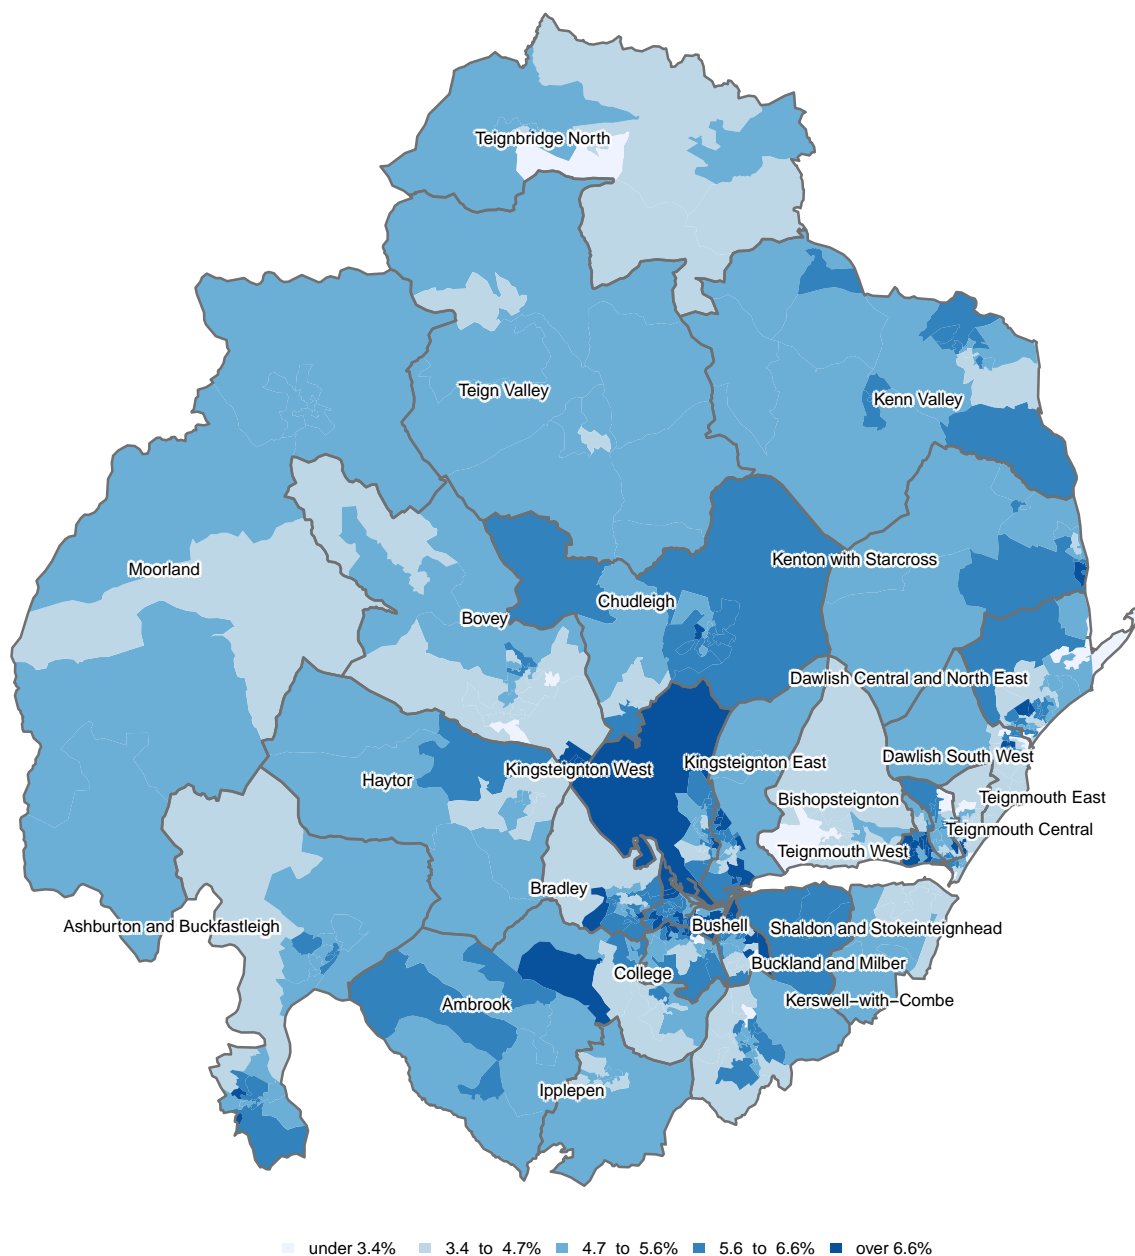 Teignbridge North
Teign Valley
Kenn Valley
Kenton with Starcross
Moorland
Chudleigh
Bovey
Dawlish Central and North East
Dawlish South West
Kingsteignton East
Kingsteignton West
Haytor
Bishopsteignton
Teignmouth East
Teignmouth Central
Teignmouth West
Bradley
Ashburton and Buckfastleigh
Bushell
Shaldon and Stokeinteignhead
Buckland and Milber
College
Kerswell−with−Combe
Ambrook
Ipplepen
under 3.4% 3.4 to 4.7% 4.7 to 5.6% 5.6 to 6.6% over 6.6%